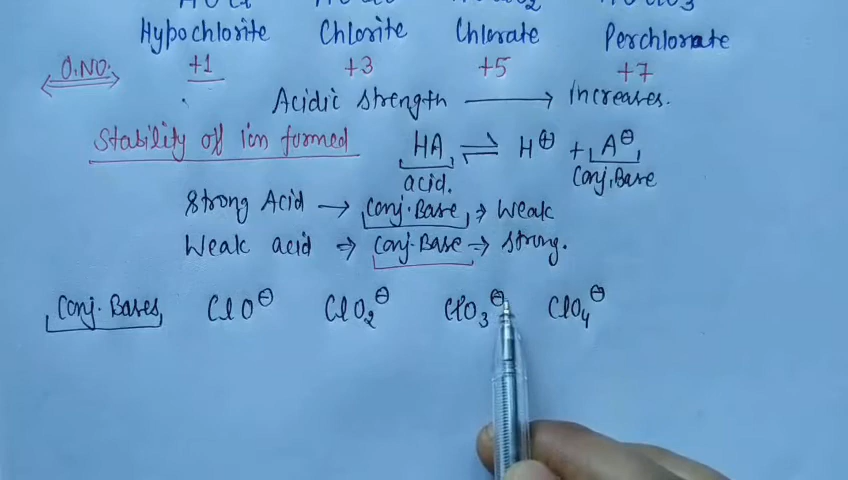 Hypochlorite Chlorite Chlorate Perchlorate
O.NO. +1 +3 +5 +7
Acidic strength ⟶ increases.
Stability of ion formed HA ⇌ H⊕ + A⊖
acid. Conj. Base
Strong Acid → Conj. Base → Weak
Weak acid → Conj. Base → strong.
Conj. Bases ClO⊖ ClO₂⊖ ClO₃⊖ ClO₄⊖